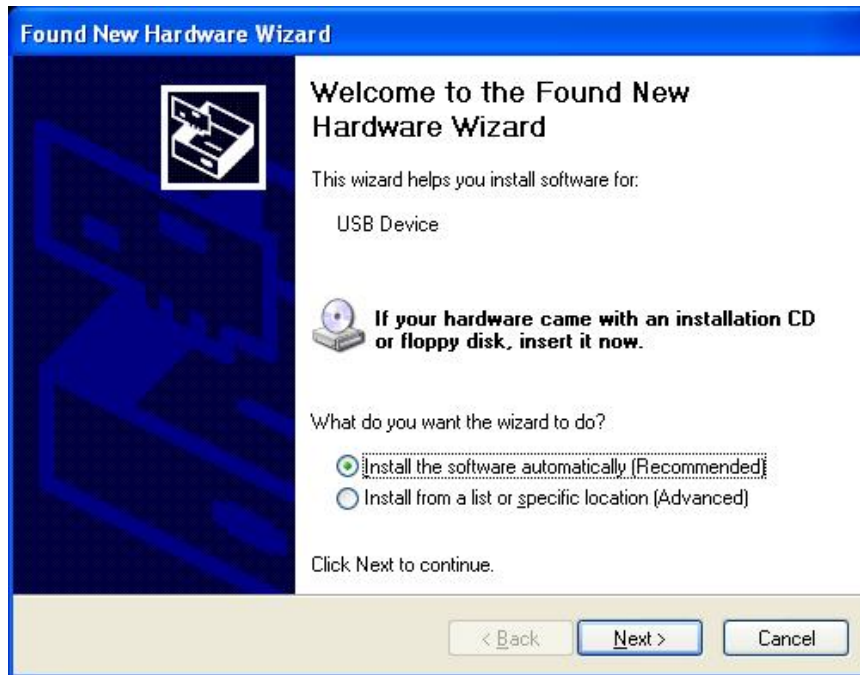 Found New Hardware Wizard
Welcome to the Found New
Hardware Wizard
This wizard helps you install software for:
USB Device
If your hardware came with an installation CD
or floppy disk, insert it now.
What do you want the wizard to do?
Install the software automatically (Recommended)
Install from a list or specific location (Advanced)
Click Next to continue.
< Back Next > Cancel